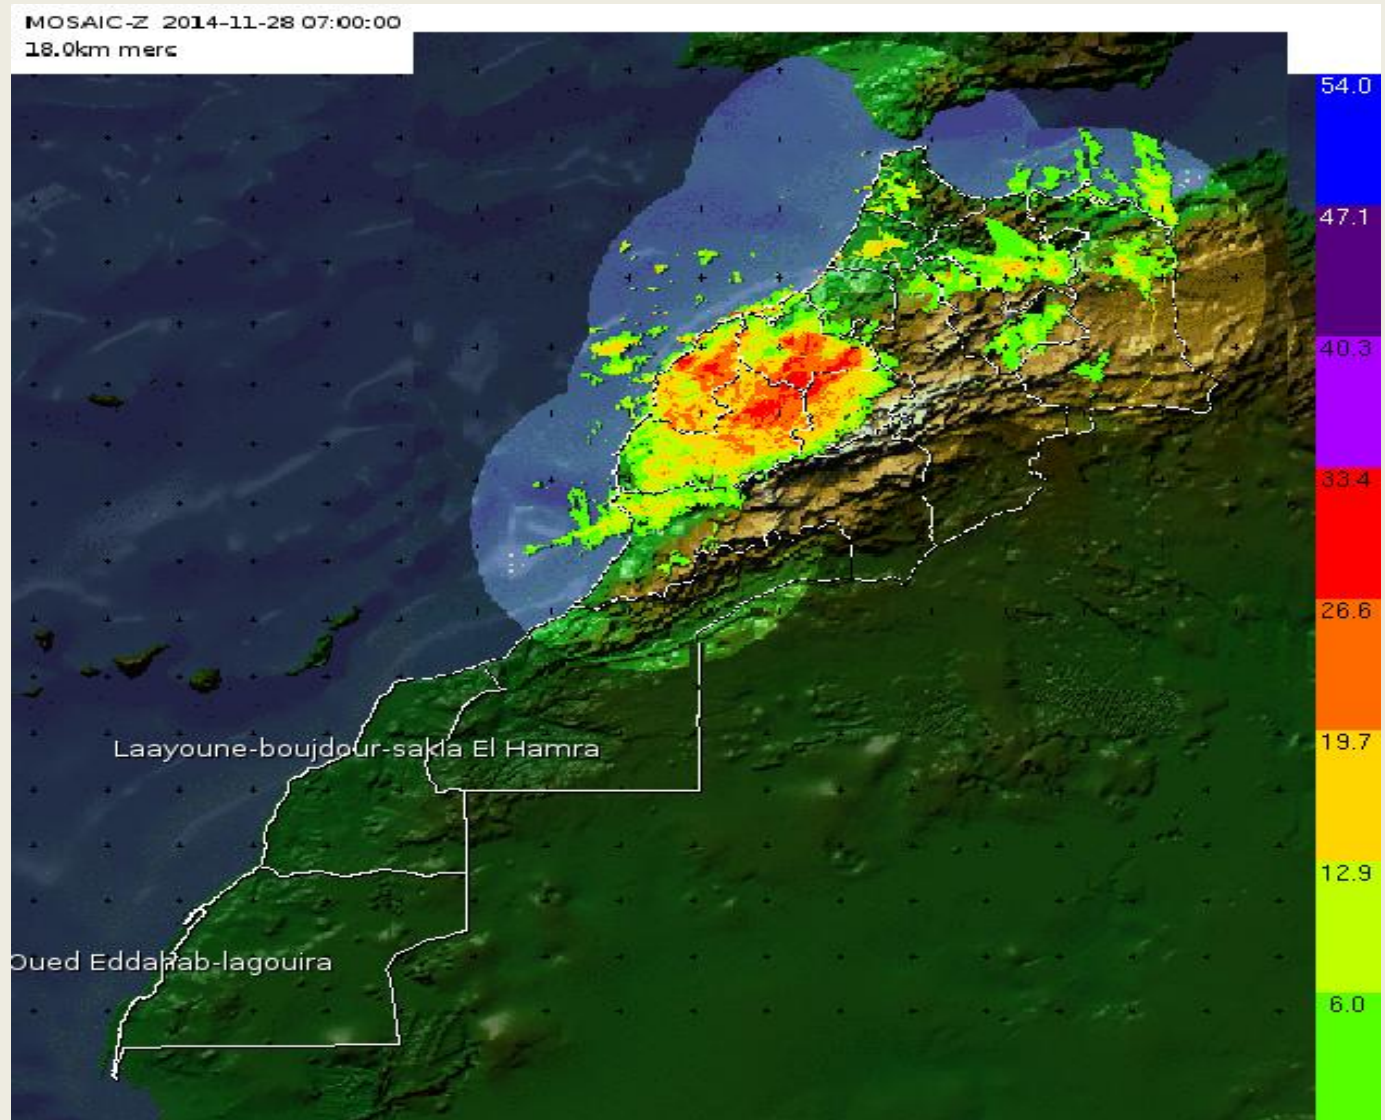 MOSAIC-Z 2014-11-28 07:00:00
18.0km merc
54.0
47.1
40.3
33.4
26.6
19.7
12.9
6.0
Laayoune-boujdour-sakia El Hamra
Oued Eddahab-lagouira